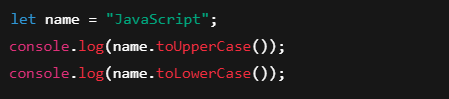 let name = "JavaScript";
console.log(name.toUpperCase());
console.log(name.toLowerCase());